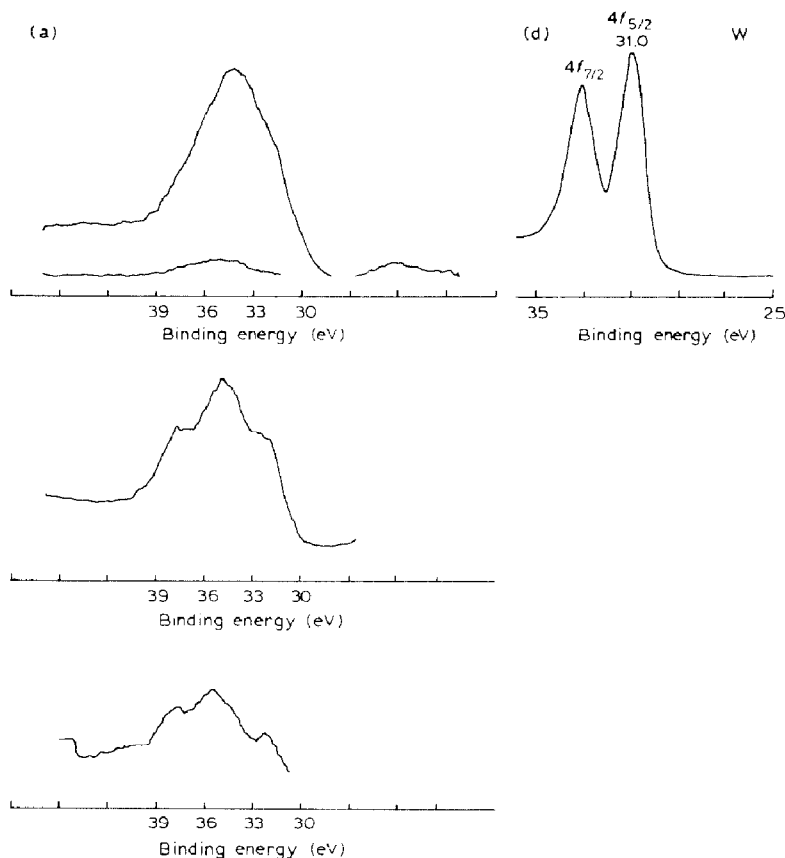 (a)
39 36 33 30
Binding energy (eV)
(d)
4f5/2
31.0
W
4f7/2
35 25
Binding energy (eV)
39 36 33 30
Binding energy (eV)
39 36 33 30
Binding energy (eV)